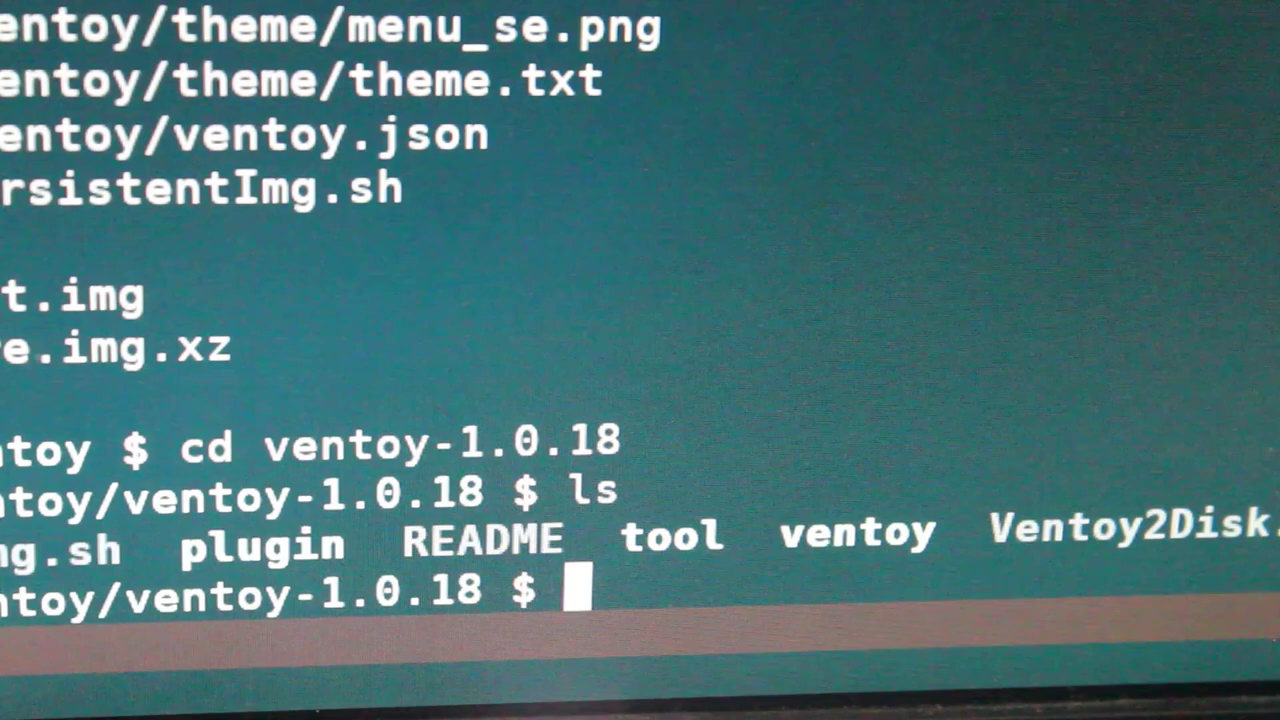 entoy/theme/menu_se.png
entoy/theme/theme.txt
entoy/ventoy.json
rsistentImg.sh
t.img
e.img.xz
ntoy $ cd ventoy-1.0.18
ntoy/ventoy-1.0.18 $ ls
ng.sh plugin README tool ventoy Ventoy2Disk.
ntoy/ventoy-1.0.18 $